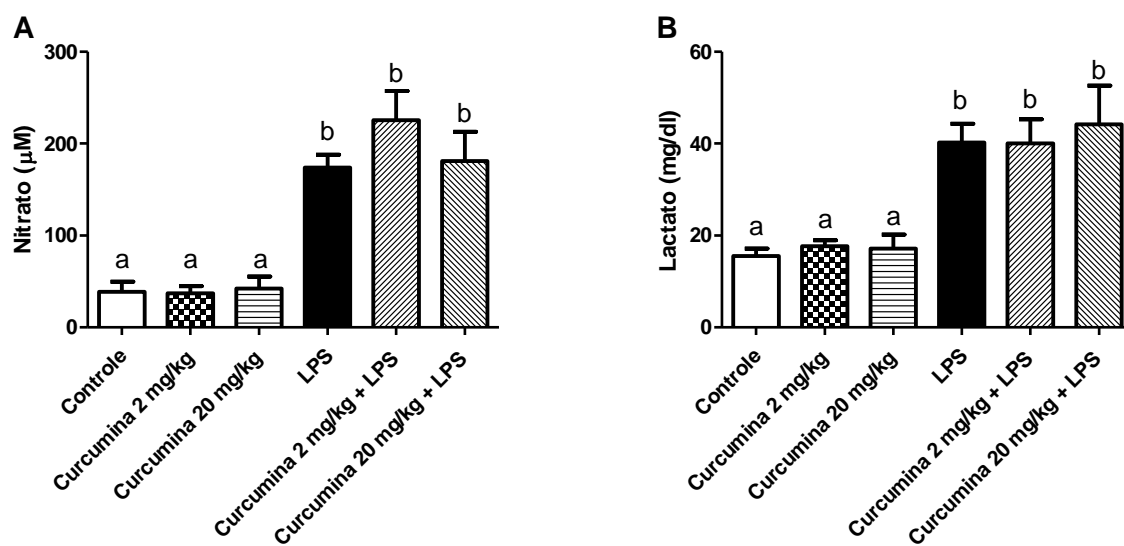 A
Nitrato (μM)
300
200
100
0
a
a
a
b
b
b
Controle
Curcumina 2 mg/kg
Curcumina 20 mg/kg
LPS
Curcumina 2 mg/kg + LPS
Curcumina 20 mg/kg + LPS
B
Lactato (mg/dl)
60
40
20
0
a
a
a
b
b
b
Controle
Curcumina 2 mg/kg
Curcumina 20 mg/kg
LPS
Curcumina 2 mg/kg + LPS
Curcumina 20 mg/kg + LPS